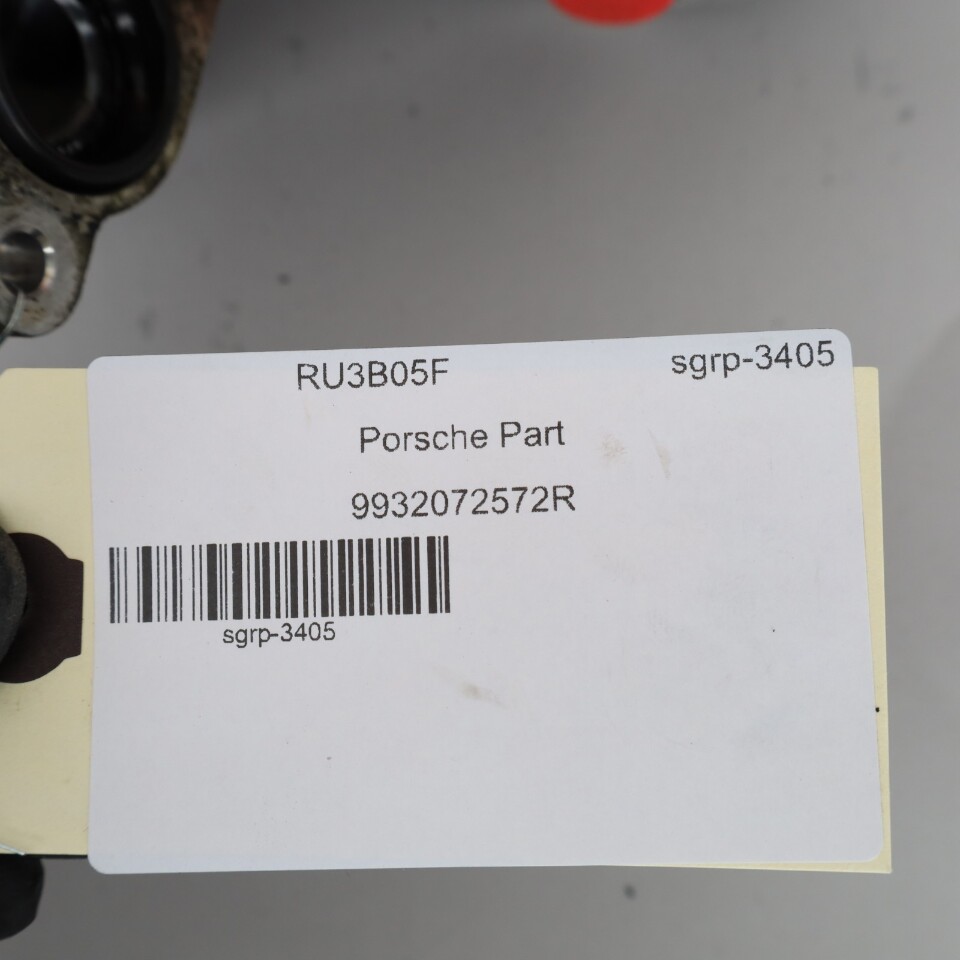 RU3B05F sgrp-3405
Porsche Part
9932072572R
sgrp-3405